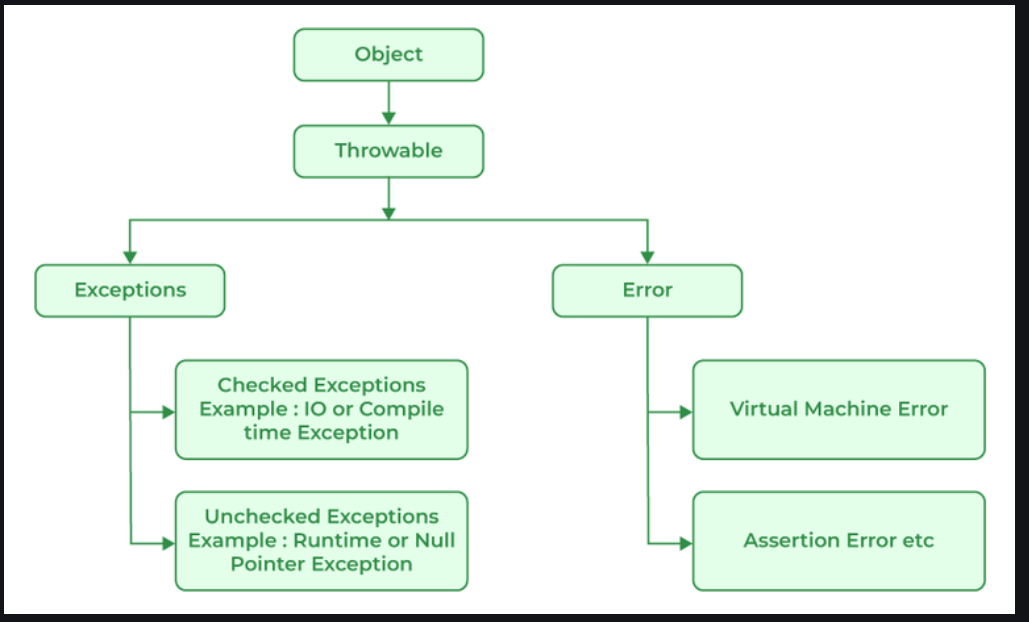 Object
Throwable
Exceptions
Error
Checked Exceptions
Example : IO or Compile
time Exception
Virtual Machine Error
Unchecked Exceptions
Example : Runtime or Null
Pointer Exception
Assertion Error etc